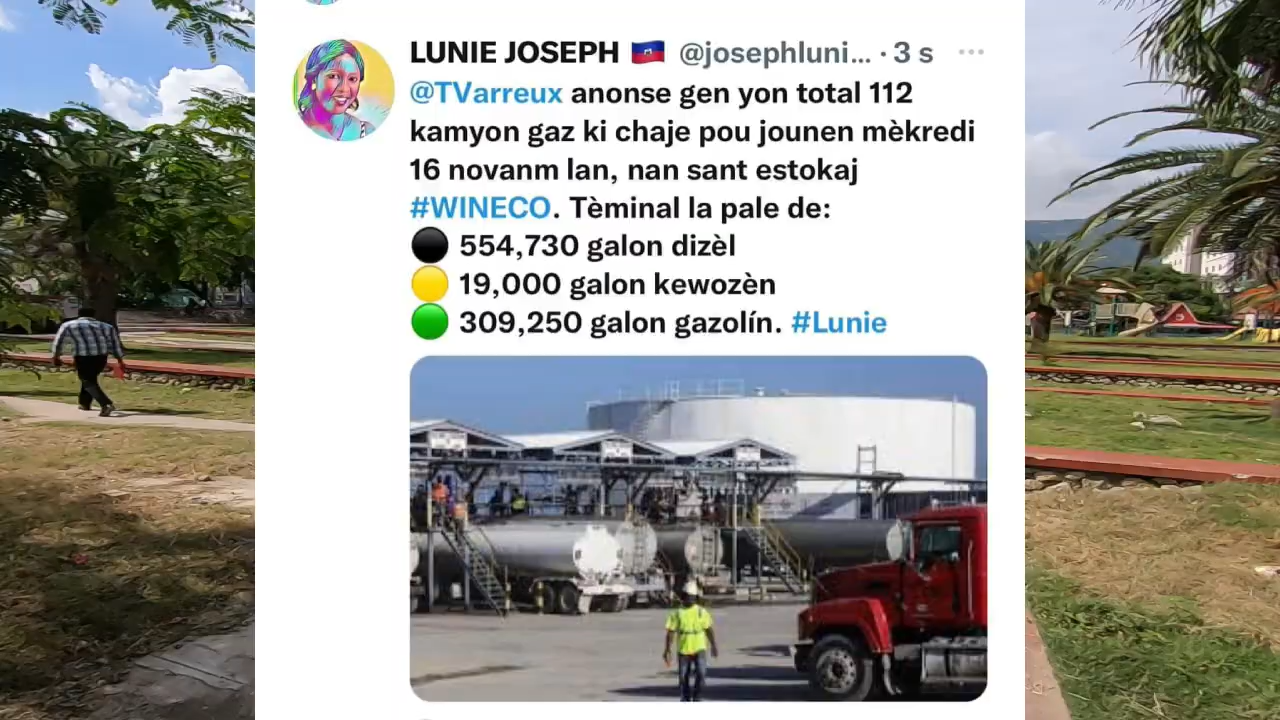 LUNIE JOSEPH 🇭🇹 @josephluni... · 3 s
@TVarreux anonse gen yon total 112
kamyon gaz ki chaje pou jounen mèkredi
16 novanm lan, nan sant estokaj
#WINECO. Tèminal la pale de:
⚫ 554,730 galon dizèl
🟡 19,000 galon kewozèn
🟢 309,250 galon gazolín. #Lunie